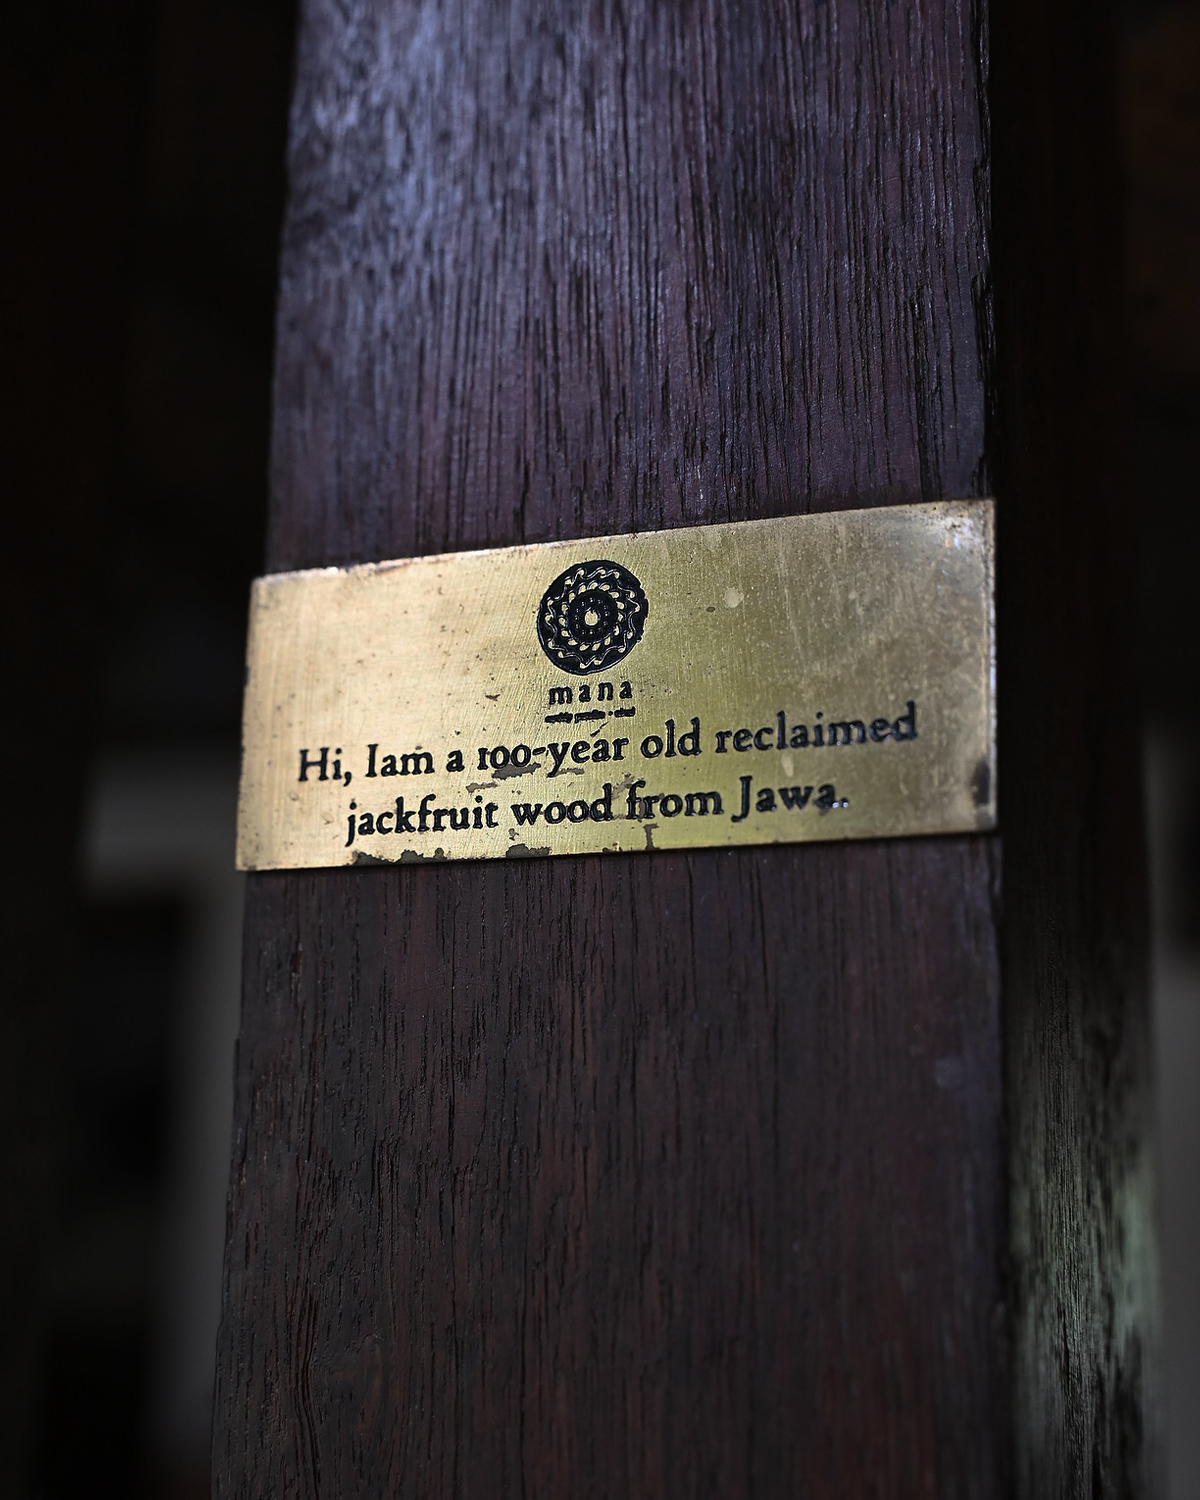 mana
Hi, Iam a 100-year old reclaimed
jackfruit wood from Jawa.